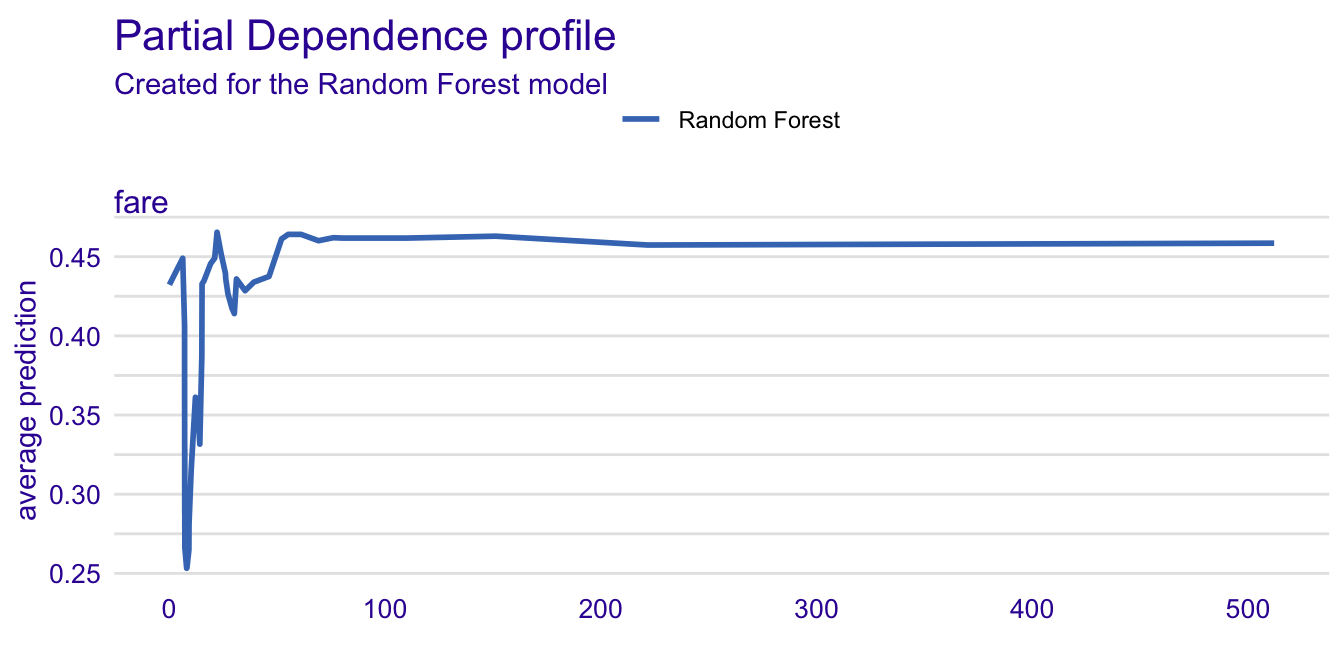 Partial Dependence profile
Created for the Random Forest model
Random Forest
fare
average prediction
0.45
0.40
0.35
0.30
0.25
0 100 200 300 400 500